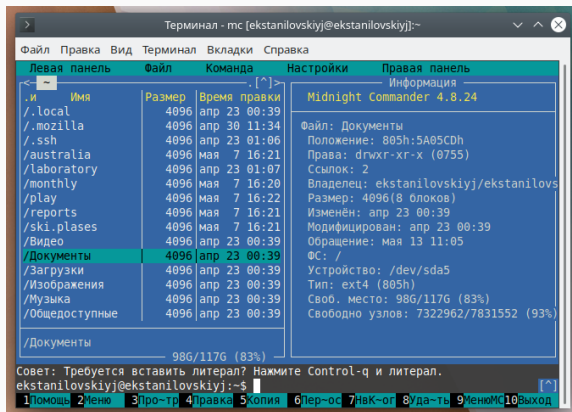 Терминал - mc [ekstanilovskiyj@ekstanilovskiyj]:~
Файл Правка Вид Терминал Вкладки Справка
Левая панель Файл Команда Настройки Правая панель
<─ ~ .[^]> Информация
.и Имя Размер Время правки Midnight Commander 4.8.24
/.local 4096 апр 23 00:39
/.mozilla 4096 апр 30 11:34 Файл: Документы
/.ssh 4096 апр 23 01:06 Положение: 805h:5A05CDh
/australia 4096 мая 7 16:21 Права: drwxr-xr-x (0755)
/laboratory 4096 апр 23 01:07 Ссылок: 2
/monthly 4096 мая 7 16:20 Владелец: ekstanilovskiyj/ekstanilovs
/play 4096 мая 7 16:22 Размер: 4096(8 блоков)
/reports 4096 мая 7 16:21 Изменён: апр 23 00:39
/ski.plases 4096 мая 7 16:21 Модифицирован: апр 23 00:39
/Видео 4096 апр 23 00:39 Обращение: мая 13 11:05
/Документы 4096 апр 23 00:39 ФС: /
/Загрузки 4096 апр 23 00:39 Устройство: /dev/sda5
/Изображения 4096 апр 23 00:39 Тип: ext4 (805h)
/Музыка 4096 апр 23 00:39 Своб. место: 98G/117G (83%)
/Общедоступные 4096 апр 23 00:39 Свободно узлов: 7322962/7831552 (93%)
/Документы
98G/117G (83%)
Совет: Требуется вставить литерал? Нажмите Control-q и литерал.
ekstanilovskiyj@ekstanilovskiyj:~$ [^]
1Помощь 2Меню 3Про~тр 4Правка 5Копия 6Пер~ос 7НвК~ог 8Уда~ть 9МенюМС 10Выход